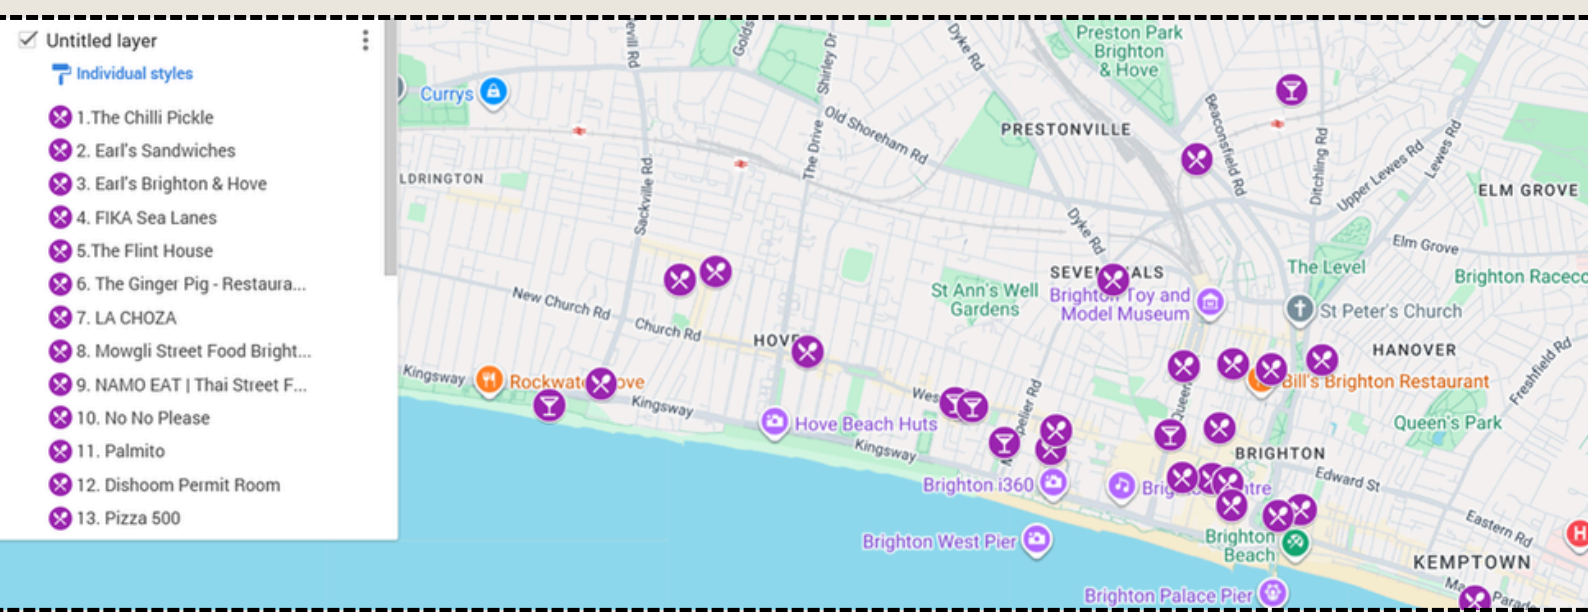 Untitled layer
Individual styles
1.The Chilli Pickle
2. Earl's Sandwiches
3. Earl's Brighton & Hove
4. FIKA Sea Lanes
5.The Flint House
6. The Ginger Pig - Restaura...
7. LA CHOZA
8. Mowgli Street Food Bright...
9. NAMO EAT | Thai Street F...
10. No No Please
11. Palmito
12. Dishoom Permit Room
13. Pizza 500
Currys
LDRINGTON
Sackville Rd
Shirley Dr
The Drive
Old Shoreham Rd
Dyke Rd
Preston Park
Brighton
& Hove
PRESTONVILLE
Beaconsfield Rd
Ditchling Rd
Upper Lewes Rd
Lewes Rd
ELM GROVE
Elm Grove
Dyke Rd
The Level
Brighton Raceco
St Ann's Well
Gardens
Brighton Toy and
Model Museum
St Peter's Church
New Church Rd
Church Rd
HOVE
HANOVER
Freshfield Rd
Kingsway
Kingsway
Bill's Brighton Restaurant
Queen's Park
Hove Beach Huts
Kingsway
BRIGHTON
Edward St
Brighton i360
Eastern Rd
H
Brighton West Pier
Brighton
Beach
KEMPTOWN
Brighton Palace Pier